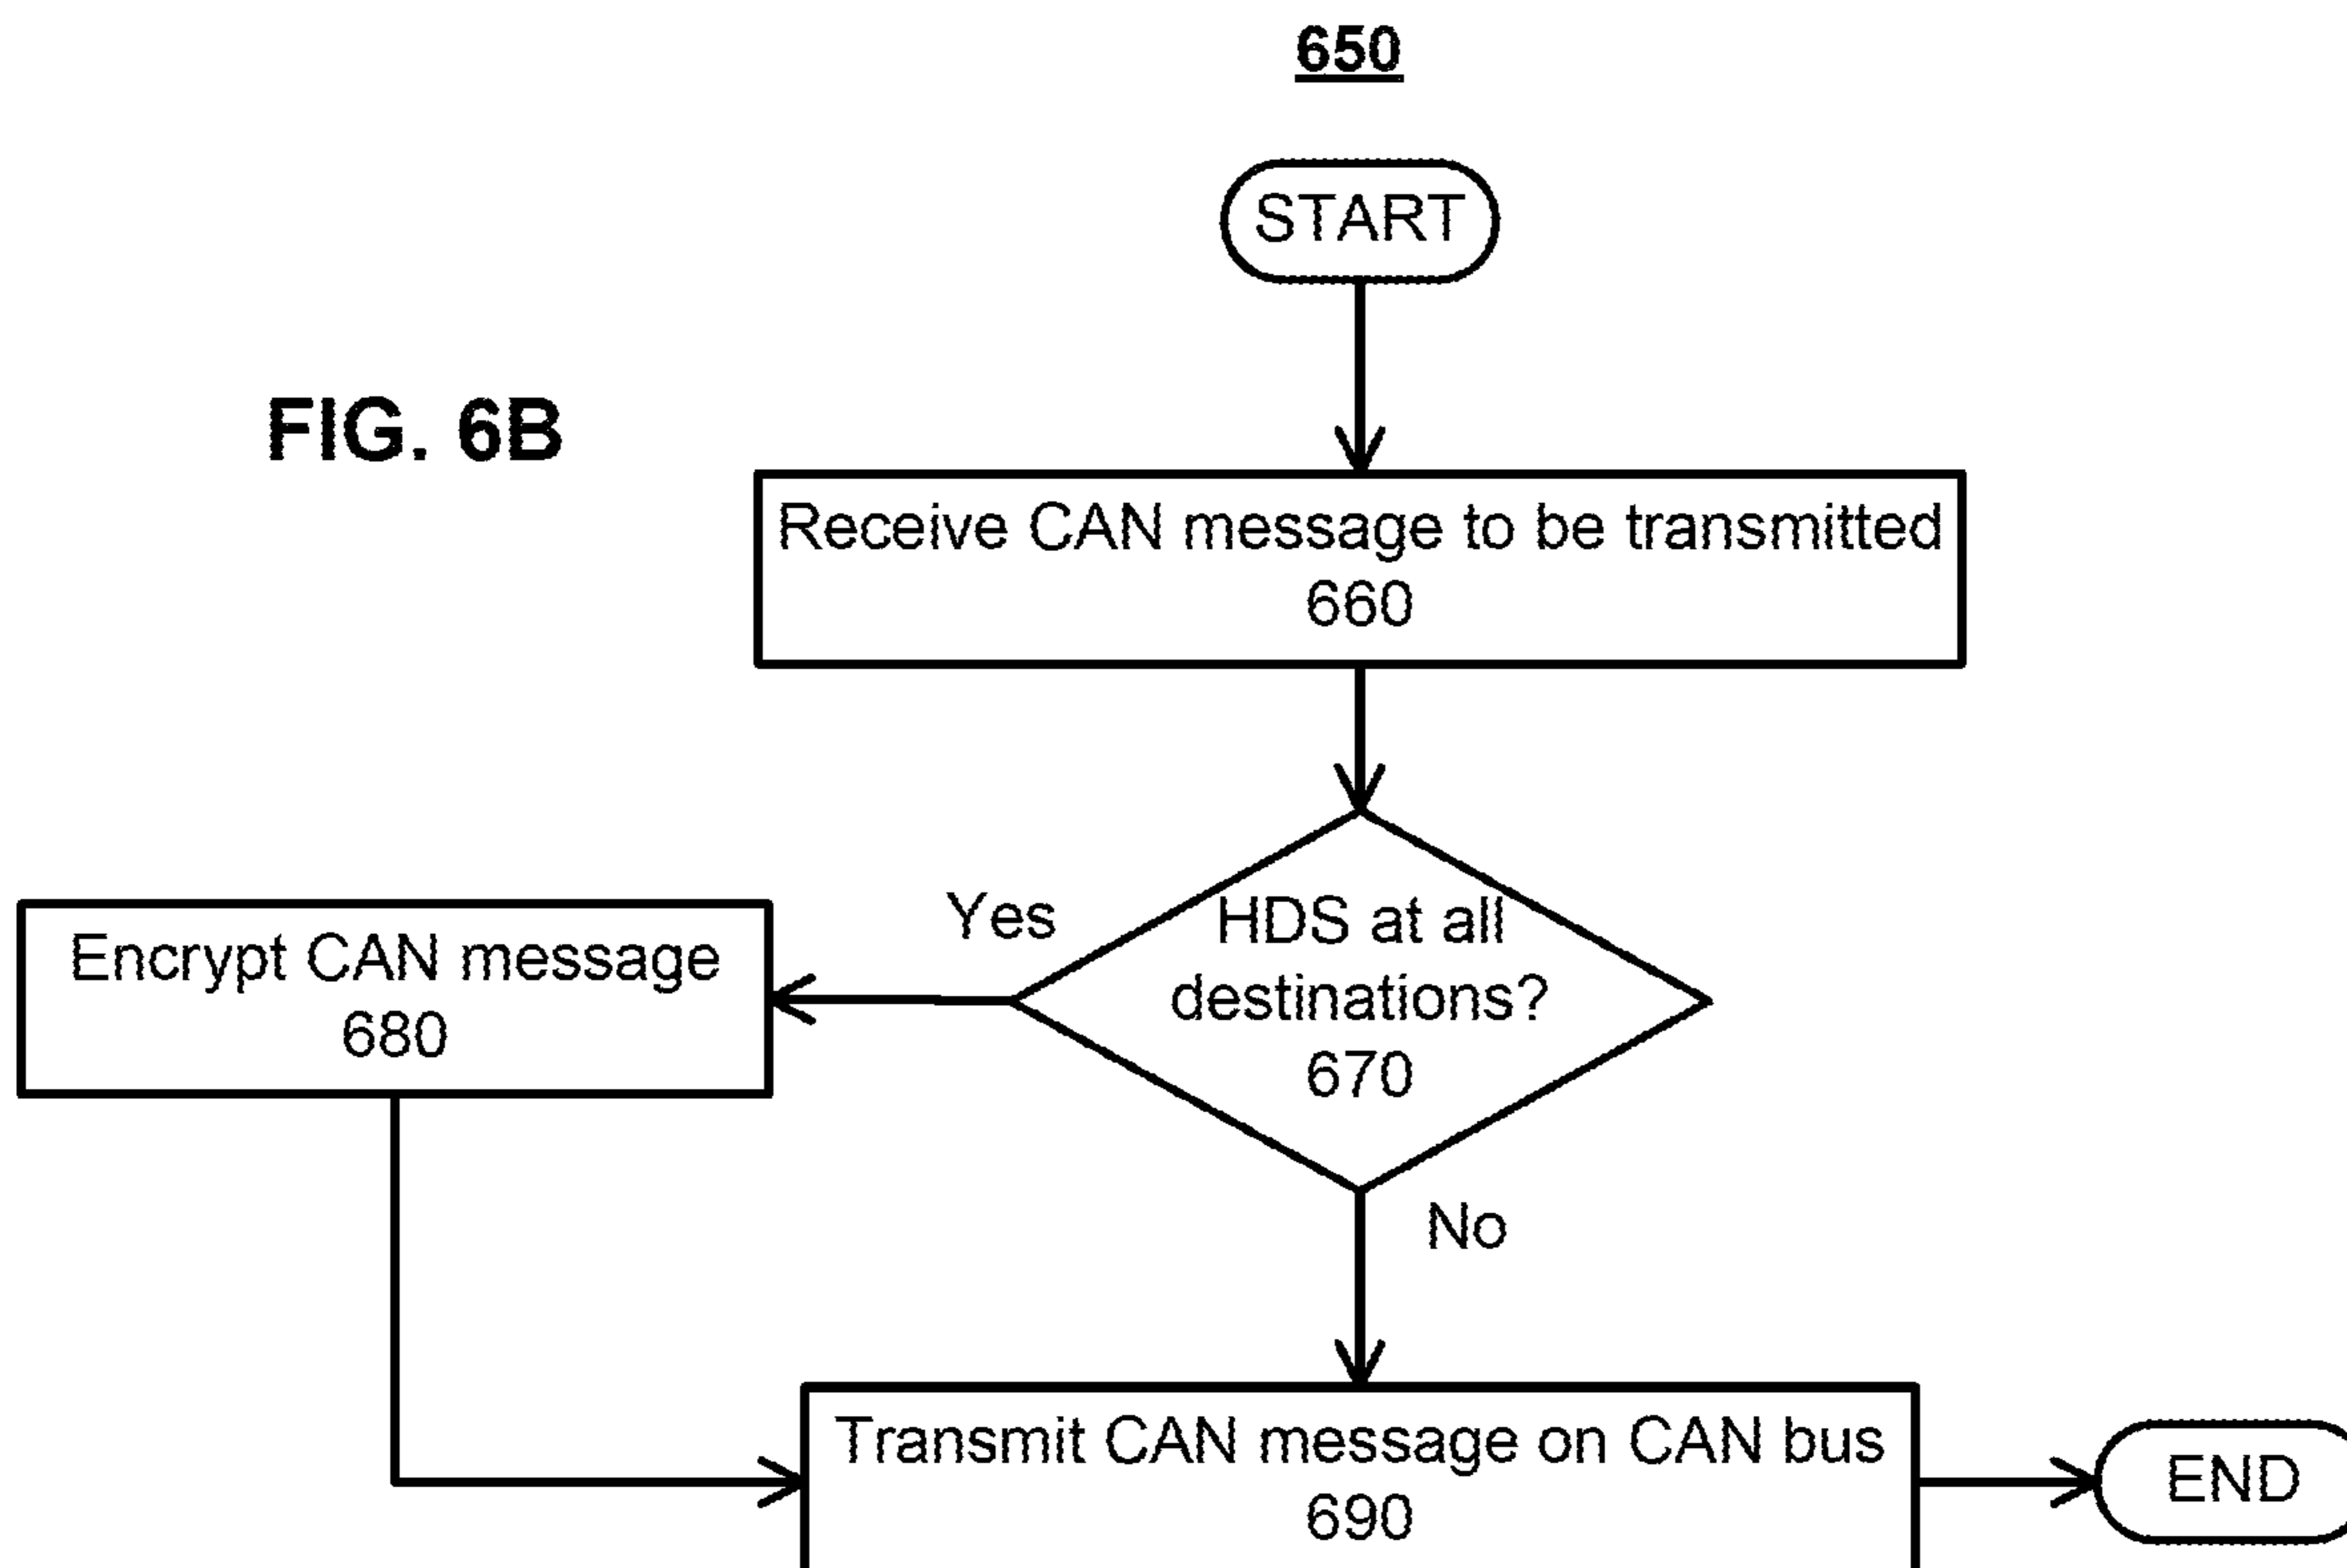 650
START
FIG. 6B
Receive CAN message to be transmitted
660
Yes
HDS at all
destinations?
670
Encrypt CAN message
680
No
Transmit CAN message on CAN bus
690
END